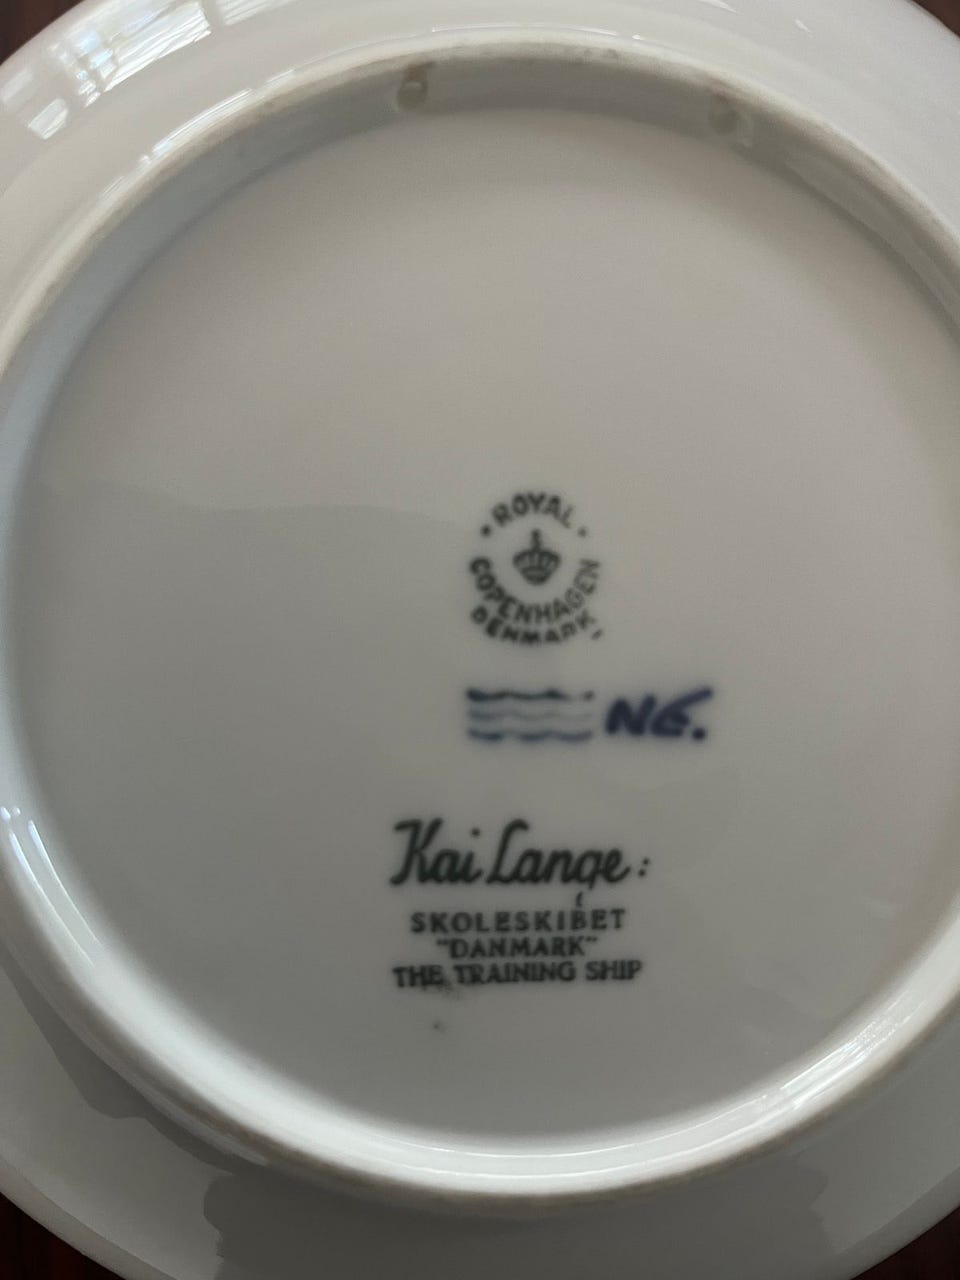 • ROYAL •
COPENHAGEN
DENMARK
NG.
Kai Lange:
SKOLESKIBET
"DANMARK"
THE TRAINING SHIP